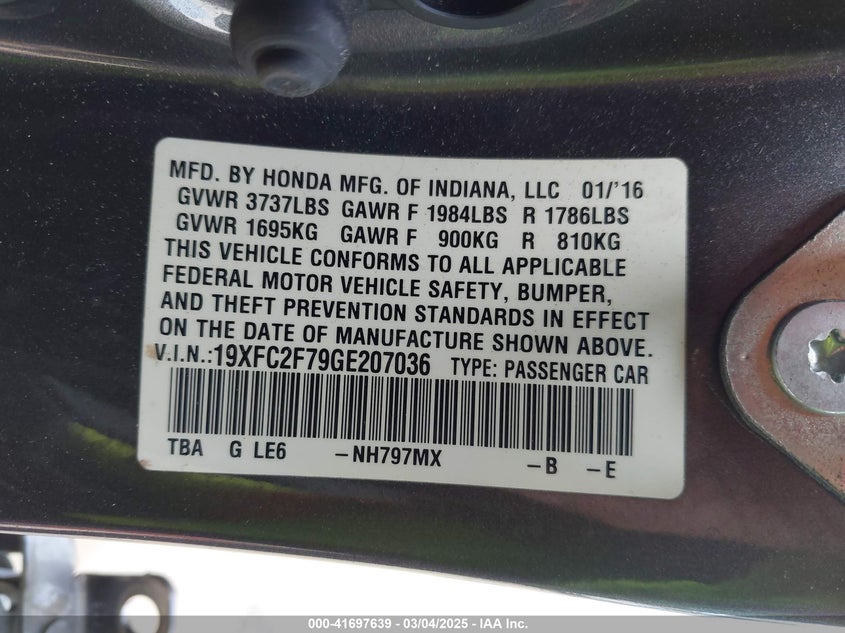 MFD. BY HONDA MFG. OF INDIANA, LLC 01/'16
GVWR 3737LBS GAWR F 1984LBS R 1786LBS
GVWR 1695KG GAWR F 900KG R 810KG
THIS VEHICLE CONFORMS TO ALL APPLICABLE
FEDERAL MOTOR VEHICLE SAFETY, BUMPER,
AND THEFT PREVENTION STANDARDS IN EFFECT
ON THE DATE OF MANUFACTURE SHOWN ABOVE.
V.I.N.:19XFC2F79GE207036 TYPE: PASSENGER CAR
TBA G LE6 –NH797MX –B –E
000-41697639 - 03/04/2025 - IAA Inc.